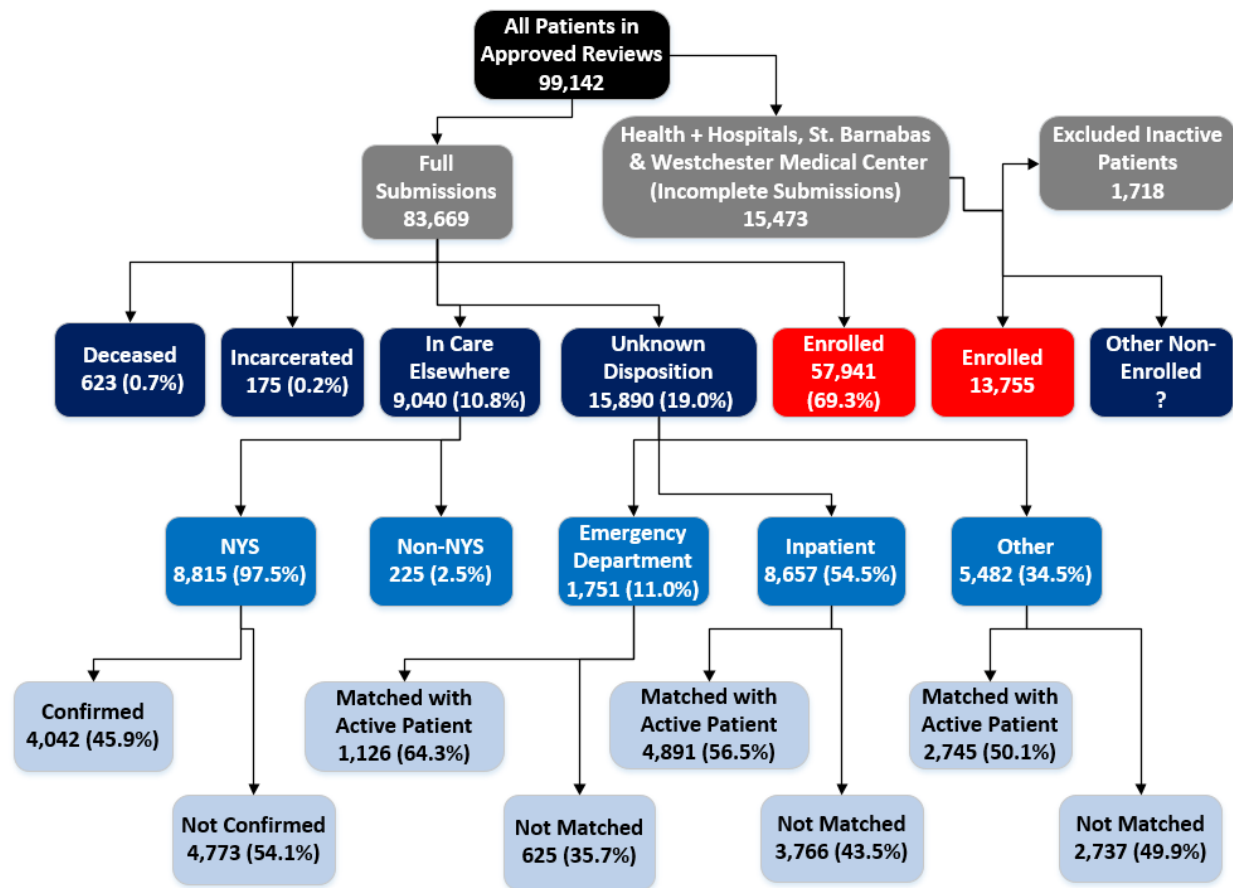 All Patients in
Approved Reviews
99,142
Full
Submissions
83,669
Health + Hospitals, St. Barnabas
& Westchester Medical Center
(Incomplete Submissions)
15,473
Excluded Inactive
Patients
1,718
Deceased
623 (0.7%)
Incarcerated
175 (0.2%)
In Care
Elsewhere
9,040 (10.8%)
Unknown
Disposition
15,890 (19.0%)
Enrolled
57,941
(69.3%)
Enrolled
13,755
Other Non-
Enrolled
?
NYS
8,815 (97.5%)
Non-NYS
225 (2.5%)
Emergency
Department
1,751 (11.0%)
Inpatient
8,657 (54.5%)
Other
5,482 (34.5%)
Confirmed
4,042 (45.9%)
Matched with
Active Patient
1,126 (64.3%)
Matched with
Active Patient
4,891 (56.5%)
Matched with
Active Patient
2,745 (50.1%)
Not Confirmed
4,773 (54.1%)
Not Matched
625 (35.7%)
Not Matched
3,766 (43.5%)
Not Matched
2,737 (49.9%)